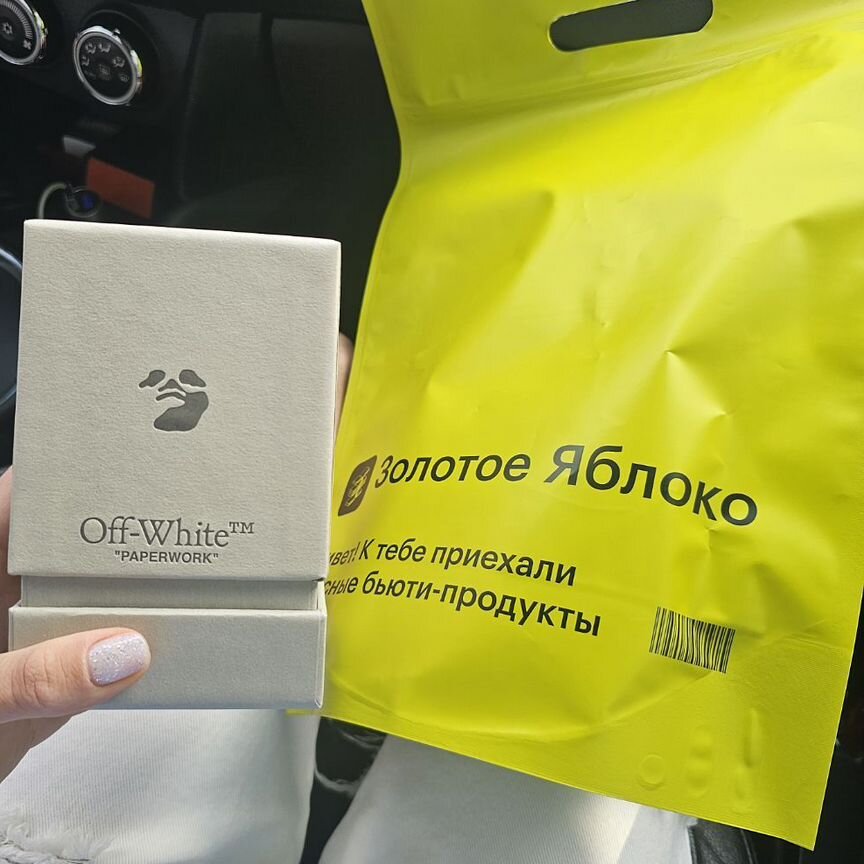 Off-White™
"PAPERWORK"
Золотое Яблоко
К тебе приехали
бьюти-продукты